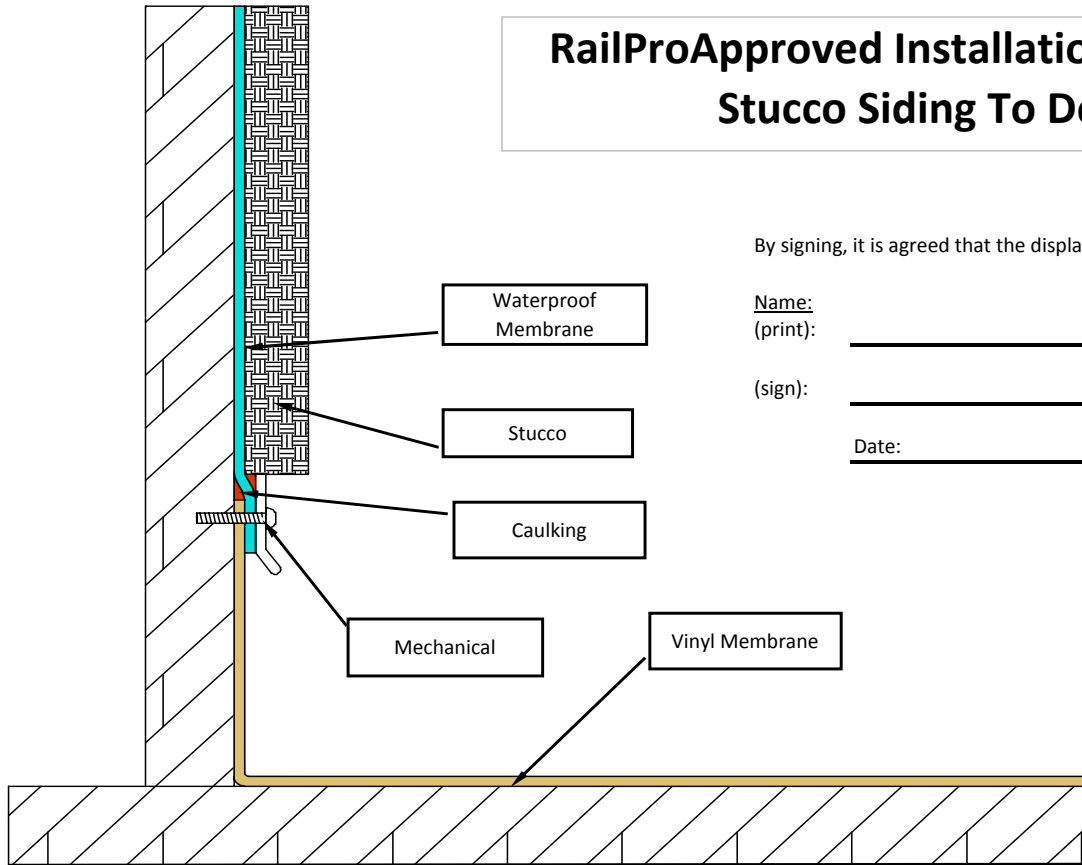 RailProApproved Installatio
Stucco Siding To De
By signing, it is agreed that the displa
Name:
(print):
(sign):
Date:
Waterproof
Membrane
Stucco
Caulking
Mechanical
Vinyl Membrane